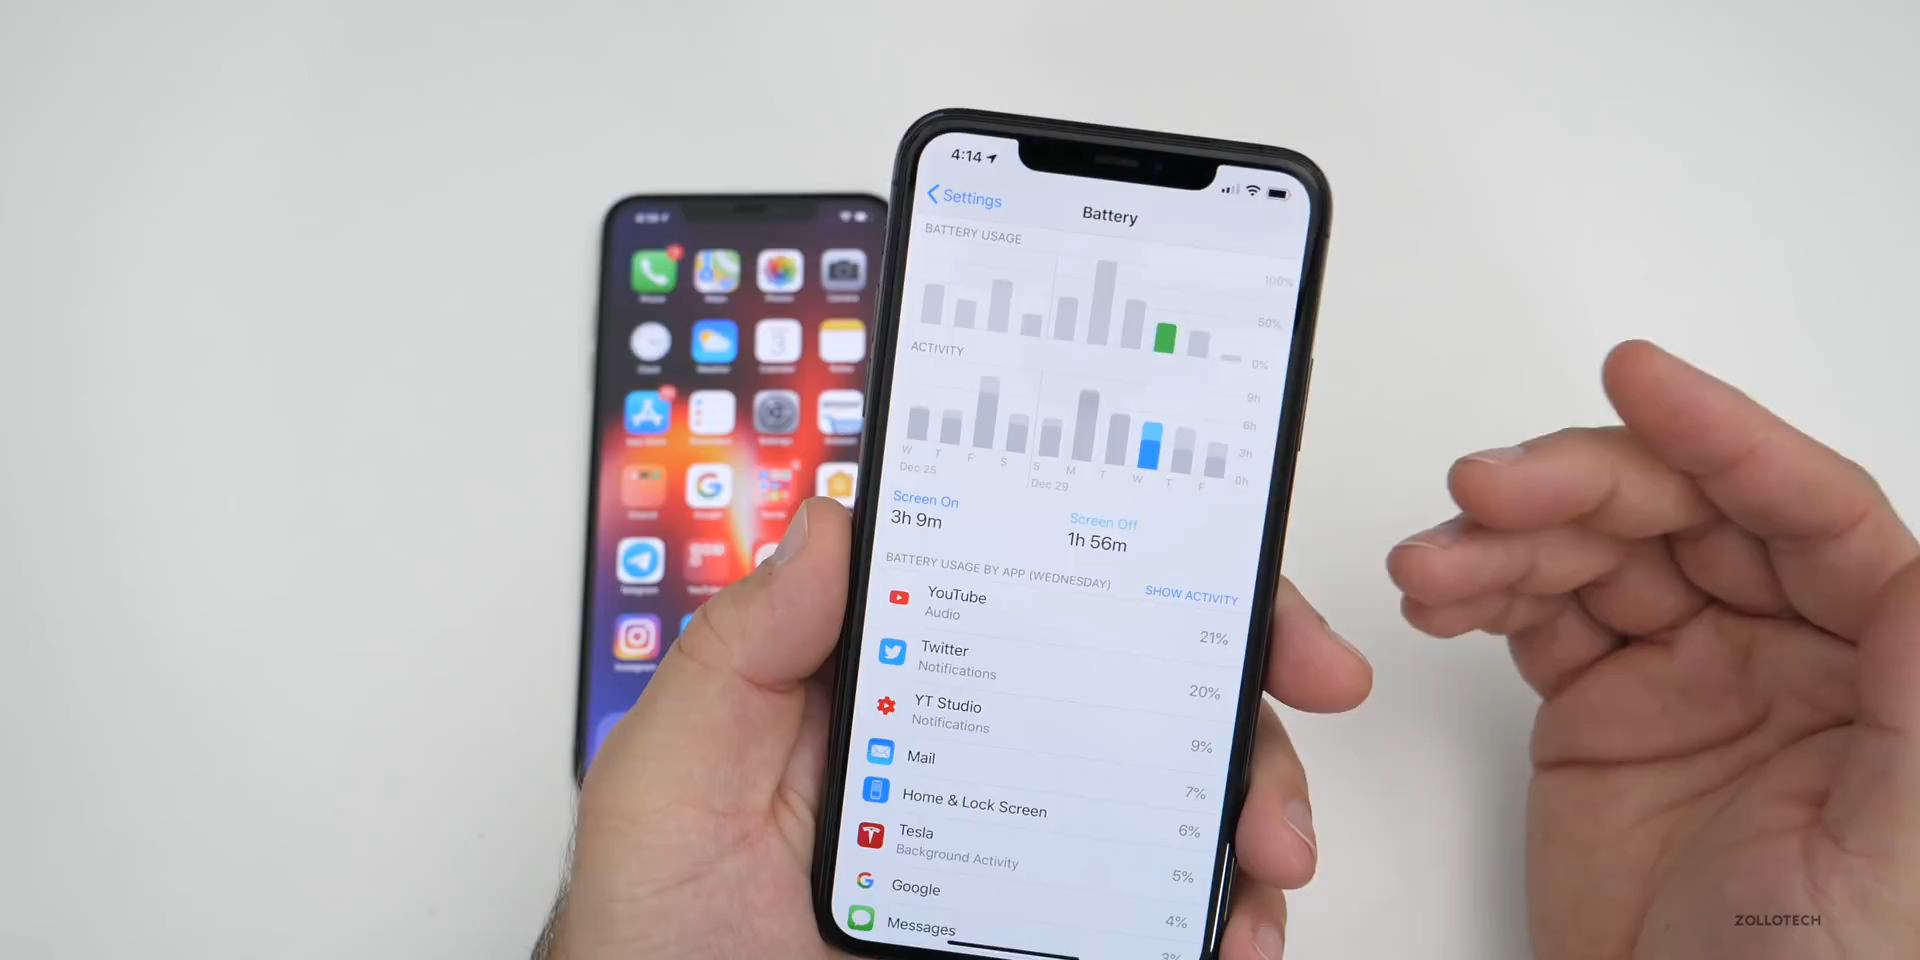 4:14
Settings
Battery
BATTERY USAGE
100%
50%
0%
ACTIVITY
9h
6h
3h
0h
W T F S S M T W T F
Dec 25 Dec 29
Screen On Screen Off
3h 9m 1h 56m
BATTERY USAGE BY APP (WEDNESDAY) SHOW ACTIVITY
YouTube
Audio
21%
Twitter
Notifications
20%
YT Studio
Notifications
9%
Mail
7%
Home & Lock Screen
6%
Tesla
Background Activity
5%
Google
4%
Messages
3%
ZOLLOTECH